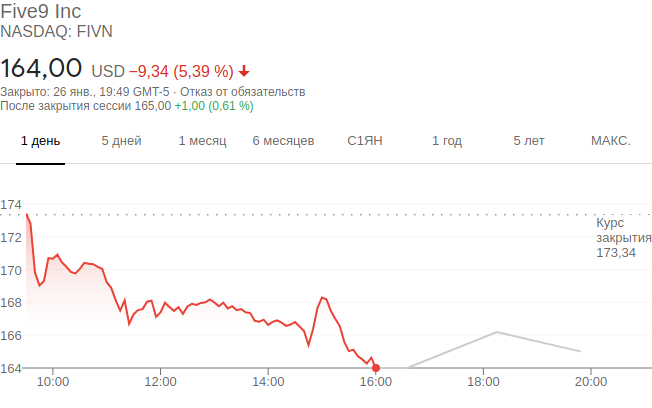 Five9 Inc
NASDAQ: FIVN
164,00 USD −9,34 (5,39 %)
Закрыто: 26 янв., 19:49 GMT-5 · Отказ от обязательств
После закрытия сессии 165,00 +1,00 (0,61 %)
1 день 5 дней 1 месяц 6 месяцев С1ЯН 1 год 5 лет МАКС.
174
Курс
закрытия
173,34
172
170
168
166
164
10:00 12:00 14:00 16:00 18:00 20:00